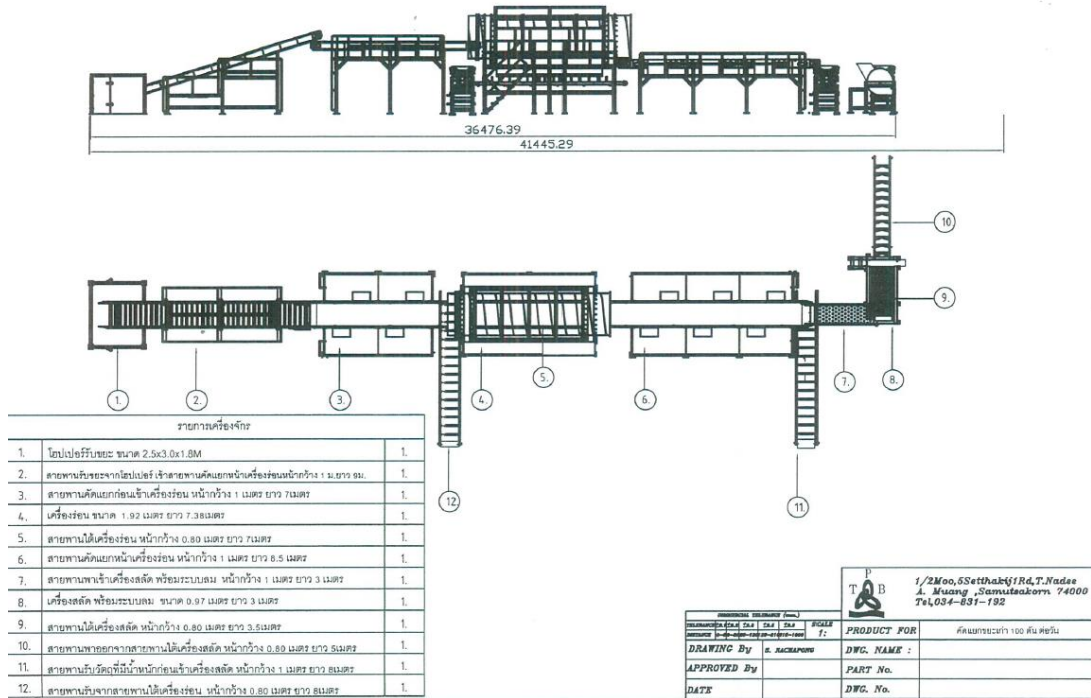 36476.39
41445.29
10
9.
8.
7.
1.
2.
3.
4.
5.
6.
12
11
รายการเครื่องจักร
1. โฮปเปอร์รับขยะ ขนาด 2.5x3.0x1.8M 1.
2. สายพานรับขยะจากโฮปเปอร์ เข้าสายพานคัดแยกหน้าเครื่องร่อนหน้ากว้าง 1 ม.ยาว 9ม. 1.
3. สายพานคัดแยกก่อนเข้าเครื่องร่อน หน้ากว้าง 1 เมตร ยาว 7เมตร 1.
4. เครื่องร่อน ขนาด 1.92 เมตร ยาว 7.38เมตร 1.
5. สายพานใต้เครื่องร่อน หน้ากว้าง 0.80 เมตร ยาว 7เมตร 1.
6. สายพานคัดแยกหน้าเครื่องร่อน หน้ากว้าง 1 เมตร ยาว 8.5 เมตร 1.
7. สายพานพาเข้าเครื่องสลัด พร้อมระบบลม หน้ากว้าง 1 เมตร ยาว 3 เมตร 1.
8. เครื่องสลัด พร้อมระบบลม ขนาด 0.97 เมตร ยาว 3 เมตร 1.
9. สายพานใต้เครื่องสลัด หน้ากว้าง 0.80 เมตร ยาว 3.5เมตร 1.
10. สายพานพาออกจากสายพานใต้เครื่องสลัด หน้ากว้าง 0.80 เมตร ยาว 5เมตร 1.
11. สายพานรับวัตถุที่มีน้ำหนักก่อนเข้าเครื่องสลัด หน้ากว้าง 1 เมตร ยาว 8เมตร 1.
12. สายพานรับจากสายพานใต้เครื่องร่อน หน้ากว้าง 0.80 เมตร ยาว 8เมตร 1.
T P B
1/2Moo,5Setthakij1Rd,T.Nadee
A. Muang ,Samutsakorn 74000
Tel,034-831-192
COMMERCIAL TOLERANCE (mm.)
TOLERANCE
DISTANCE
SCALE
1:
PRODUCT FOR คัดแยกขยะเก่า 100 ตัน ต่อวัน
DRAWING By S. RACHAPONG
DWG. NAME :
APPROVED By
PART No.
DATE
DWG. No.